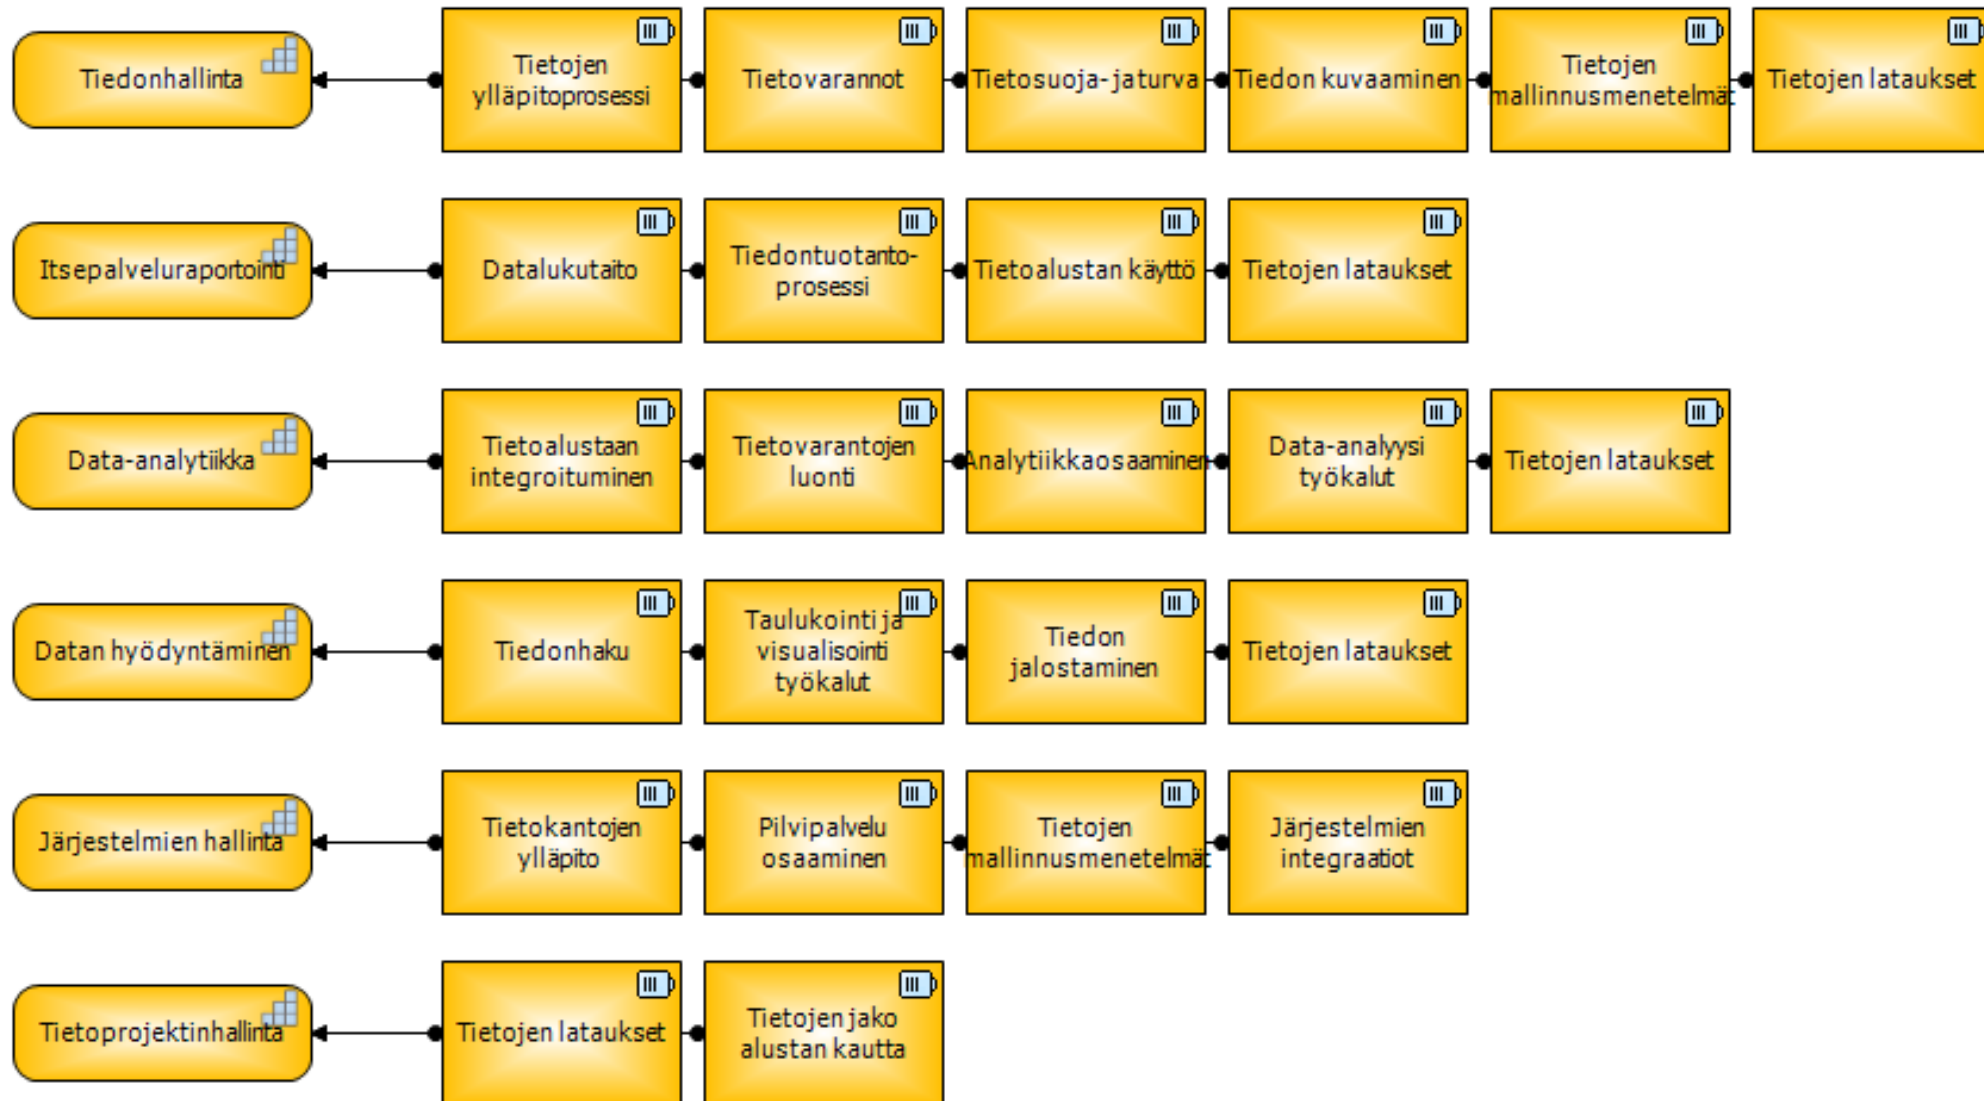 Tiedonhallinta
Tietojen
ylläpitoprosessi
Tietovarannot
Tietosuoja- ja turva
Tiedon kuvaaminen
Tietojen
mallinnusmenetelmät
Tietojen lataukset
Itsepalveluraportointi
Datalukutaito
Tiedontuotanto-
prosessi
Tietoalustan käyttö
Tietojen lataukset
Data-analytiikka
Tietoalustaan
integroituminen
Tietovarantojen
luonti
Analytiikkaosaaminen
Data-analyysi
työkalut
Tietojen lataukset
Datan hyödyntäminen
Tiedonhaku
Taulukointi ja
visualisointi
työkalut
Tiedon
jalostaminen
Tietojen lataukset
Järjestelmien hallinta
Tietokantojen
ylläpito
Pilvipalvelu
osaaminen
Tietojen
mallinnusmenetelmät
Järjestelmien
integraatiot
Tietoprojektinhallinta
Tietojen lataukset
Tietojen jako
alustan kautta